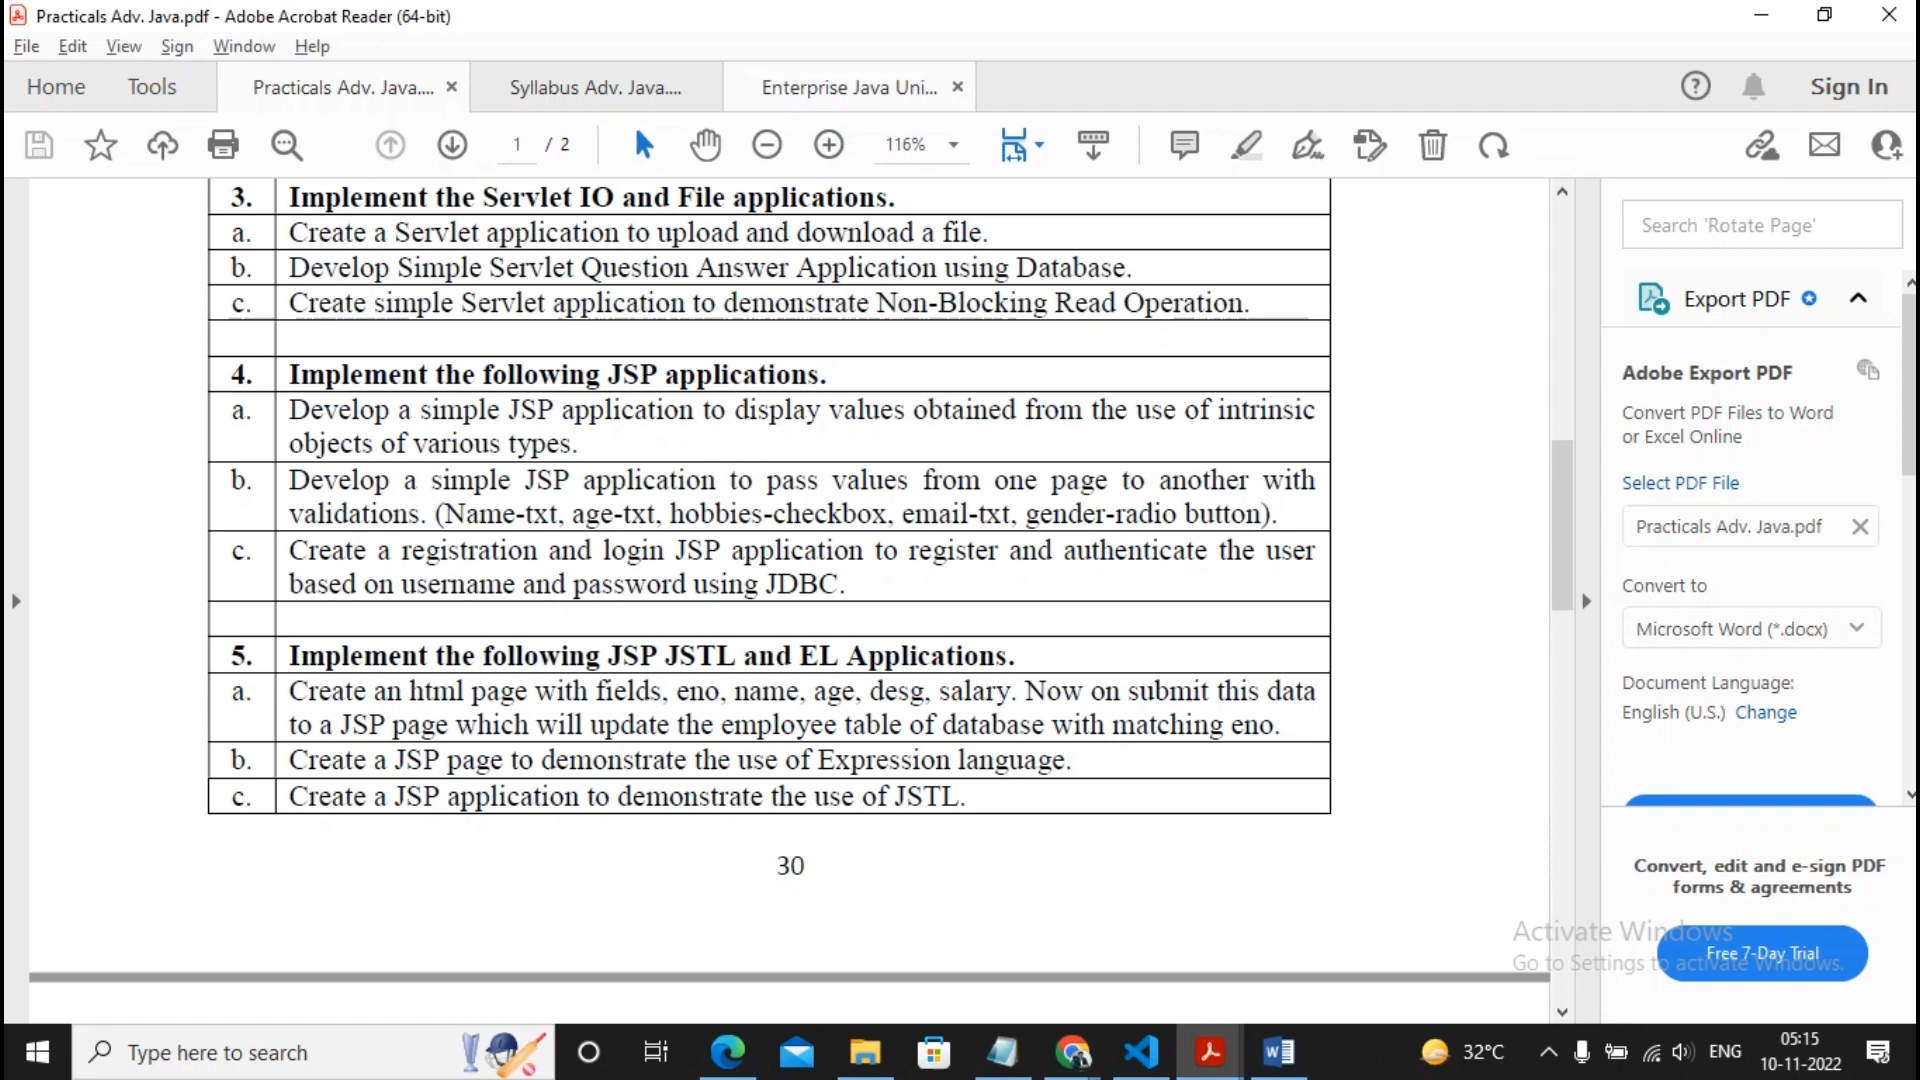 Practicals Adv. Java.pdf - Adobe Acrobat Reader (64-bit)
File Edit View Sign Window Help
Home Tools Practicals Adv. Java.... × Syllabus Adv. Java.... Enterprise Java Uni... × ? Sign In
1 / 2 116%
3. Implement the Servlet IO and File applications.
a. Create a Servlet application to upload and download a file.
b. Develop Simple Servlet Question Answer Application using Database.
c. Create simple Servlet application to demonstrate Non-Blocking Read Operation.
4. Implement the following JSP applications.
a. Develop a simple JSP application to display values obtained from the use of intrinsic
objects of various types.
b. Develop a simple JSP application to pass values from one page to another with
validations. (Name-txt, age-txt, hobbies-checkbox, email-txt, gender-radio button).
c. Create a registration and login JSP application to register and authenticate the user
based on username and password using JDBC.
5. Implement the following JSP JSTL and EL Applications.
a. Create an html page with fields, eno, name, age, desg, salary. Now on submit this data
to a JSP page which will update the employee table of database with matching eno.
b. Create a JSP page to demonstrate the use of Expression language.
c. Create a JSP application to demonstrate the use of JSTL.
30
Search 'Rotate Page'
Export PDF
Adobe Export PDF
Convert PDF Files to Word
or Excel Online
Select PDF File
Practicals Adv. Java.pdf
Convert to
Microsoft Word (*.docx)
Document Language:
English (U.S.) Change
Convert, edit and e-sign PDF
forms & agreements
Free 7-Day Trial
Activate Windows
Go to Settings to activate Windows.
Type here to search
32°C
ENG
05:15
10-11-2022